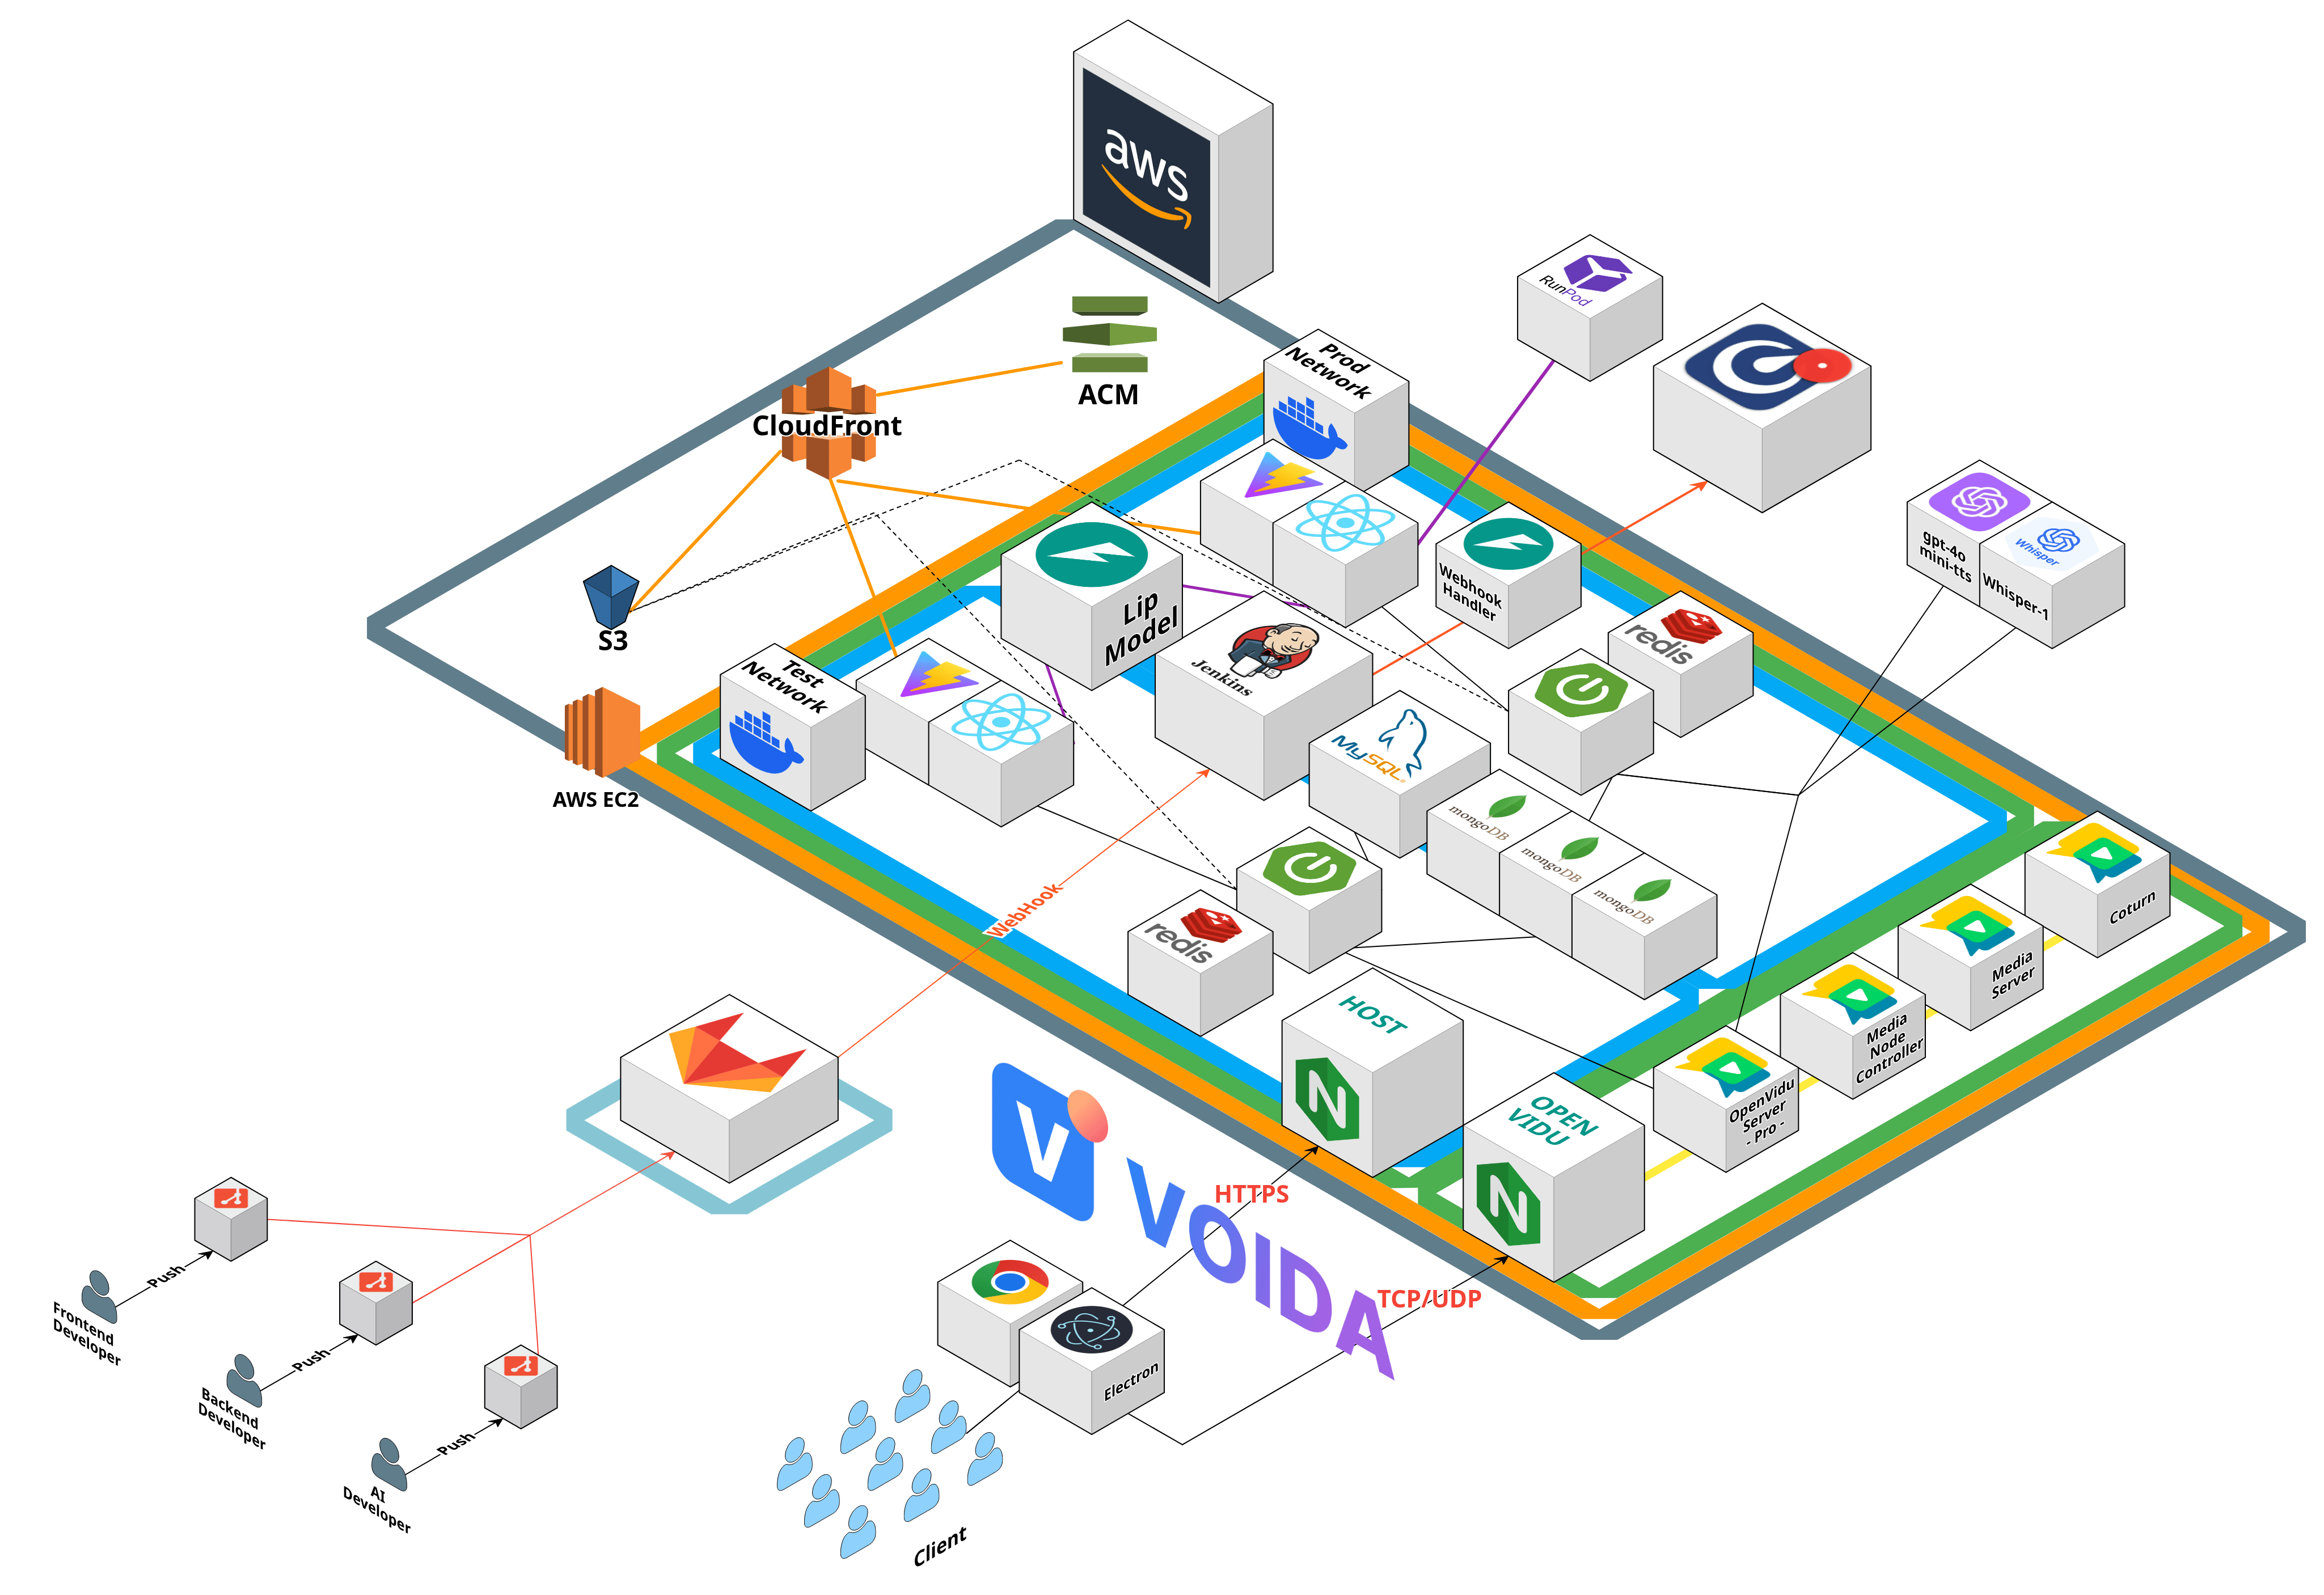 aws
RunPod
ACM
Prod
Network
CloudFront
gpt-4o
mini-tts
Whisper
Whisper-1
Webhook
Handler
S3
Lip
Model
redis
Jenkins
Test
Network
MySQL
AWS EC2
mongoDB
mongoDB
mongoDB
Coturn
WebHook
redis
Media
Server
HOST
Media
Node
Controller
OPEN
VIDU
OpenVidu
Server
- Pro -
V
VOIDA
HTTPS
TCP/UDP
Push
Frontend
Developer
Push
Backend
Developer
Electron
Push
AI
Developer
Client